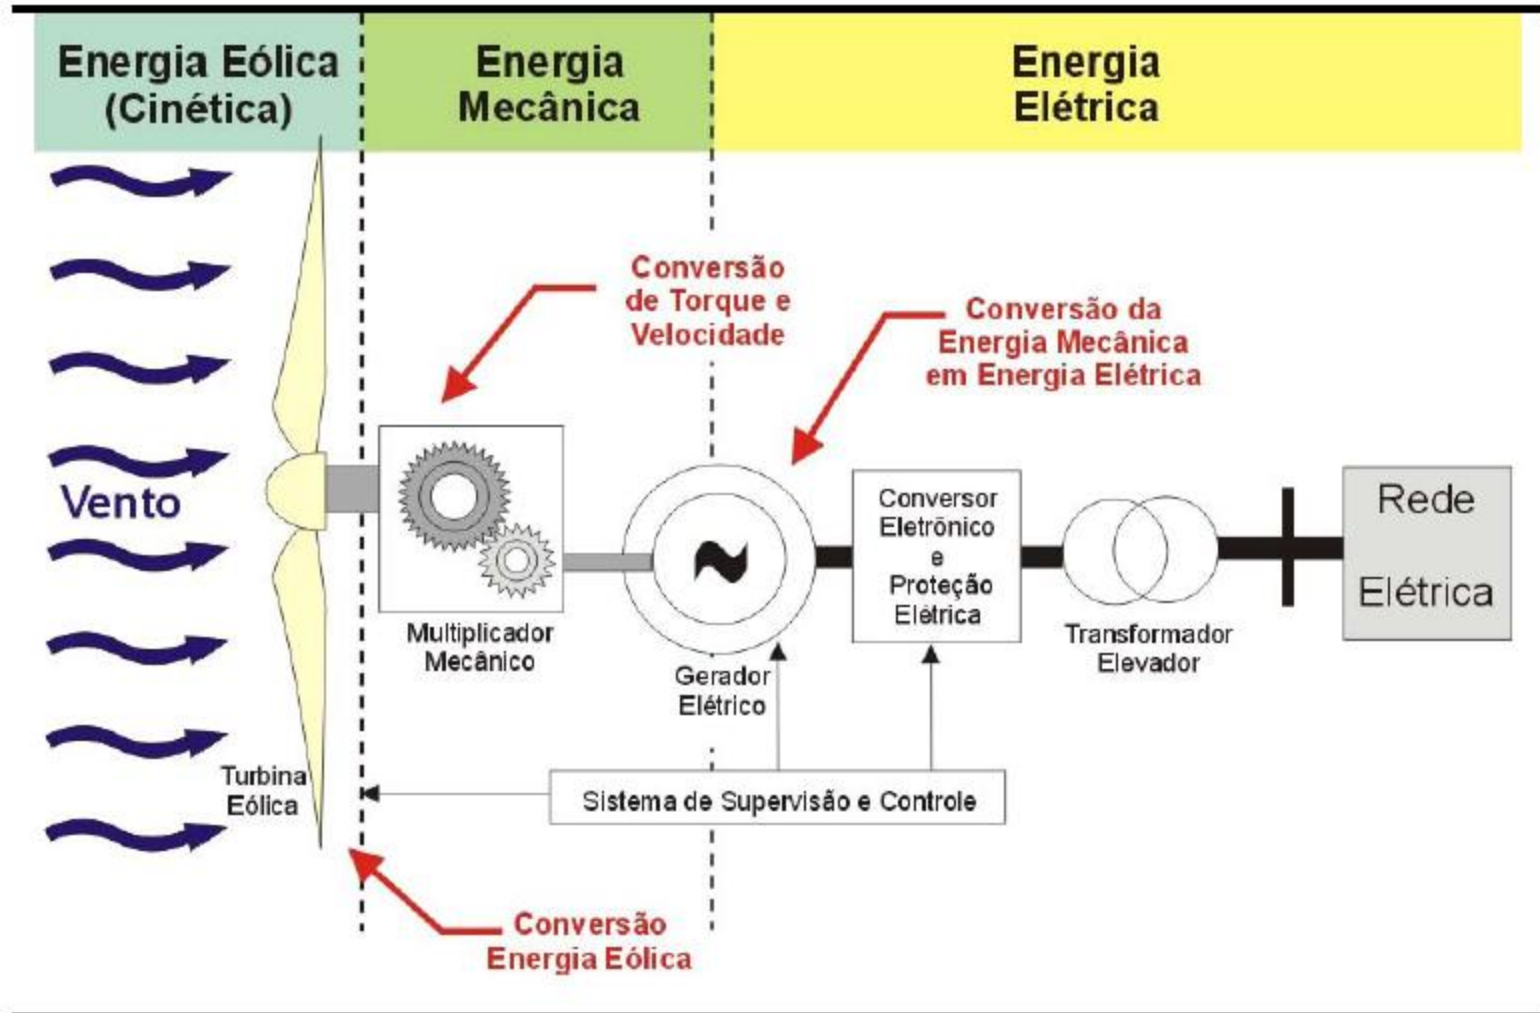 Energia Eólica
(Cinética)
Energia
Mecânica
Energia
Elétrica
Conversão
de Torque e
Velocidade
Conversão da
Energia Mecânica
em Energia Elétrica
Vento
Multiplicador
Mecânico
Gerador
Elétrico
Conversor
Eletrônico
e
Proteção
Elétrica
Transformador
Elevador
Rede
Elétrica
Turbina
Eólica
Sistema de Supervisão e Controle
Conversão
Energia Eólica